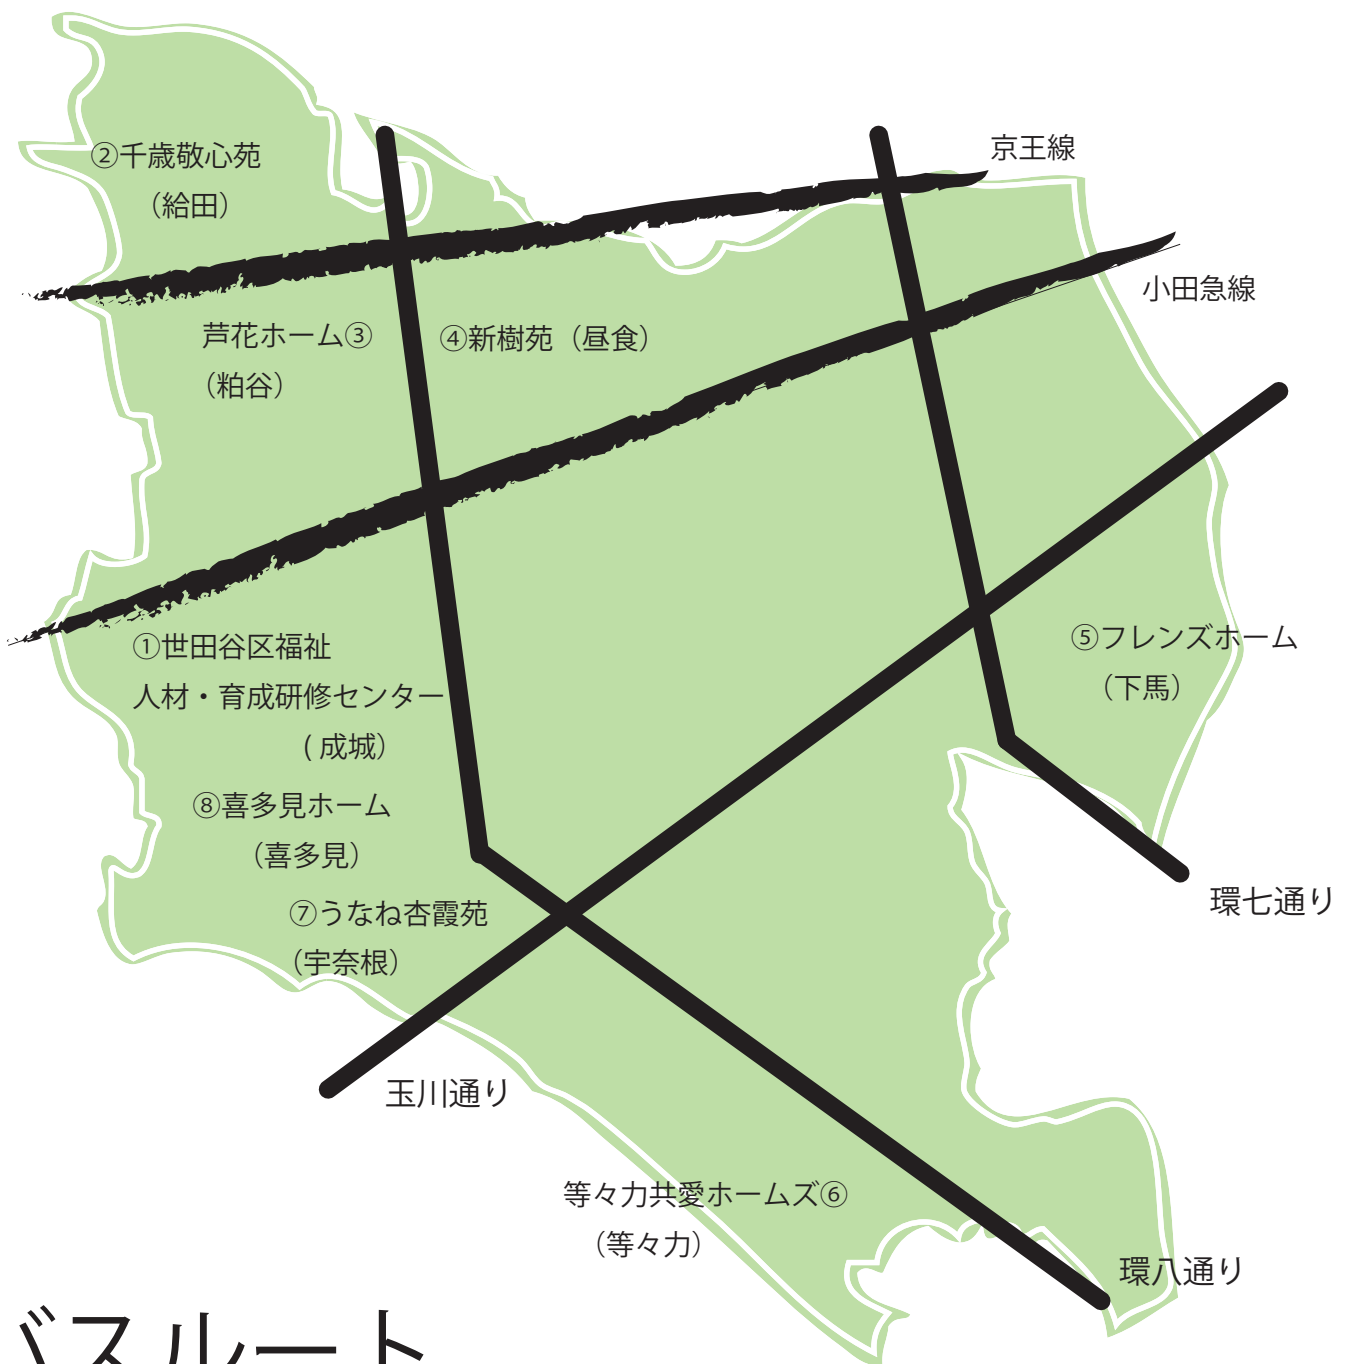 京王線
②千歳敬心苑
（給田）
小田急線
芦花ホーム③
（粕谷）
④新樹苑（昼食）
①世田谷区福祉
人材・育成研修センター
( 成城）
⑤フレンズホーム
（下馬）
⑧喜多見ホーム
（喜多見）
⑦うなね杏霞苑
（宇奈根）
環七通り
玉川通り
等々力共愛ホームズ⑥
（等々力）
環八通り
バスルート